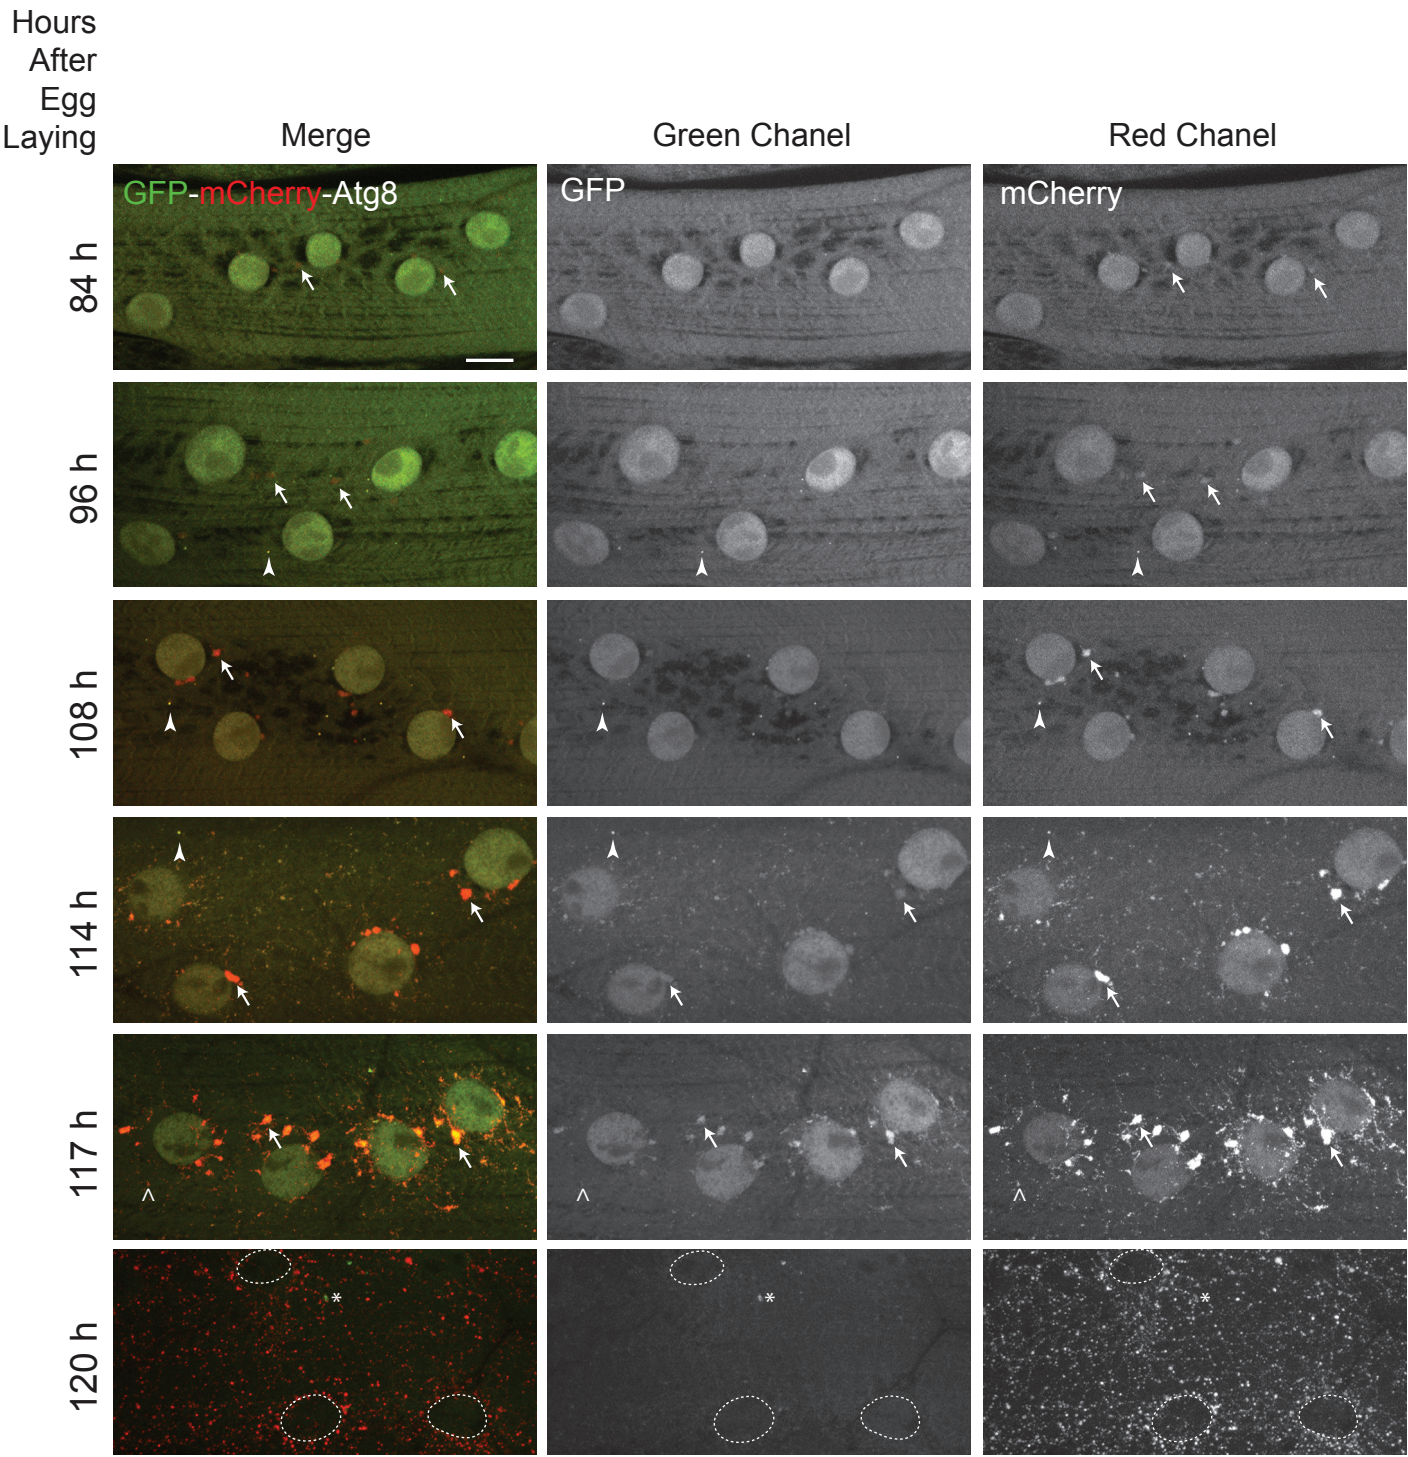 Hours
After
Egg
Laying
Merge
Green Chanel
Red Chanel
84 h
GFP-mCherry-Atg8
GFP
mCherry
96 h
108 h
114 h
117 h
^
^
^
120 h
*
*
*